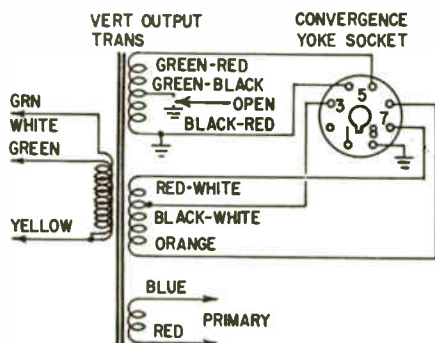 VERT OUTPUT
TRANS
CONVERGENCE
YOKE SOCKET
GREEN-RED
GREEN-BLACK
OPEN
BLACK-RED
GRN
WHITE
GREEN
YELLOW
RED-WHITE
BLACK-WHITE
ORANGE
BLUE
PRIMARY
RED
5
3
7
1
8